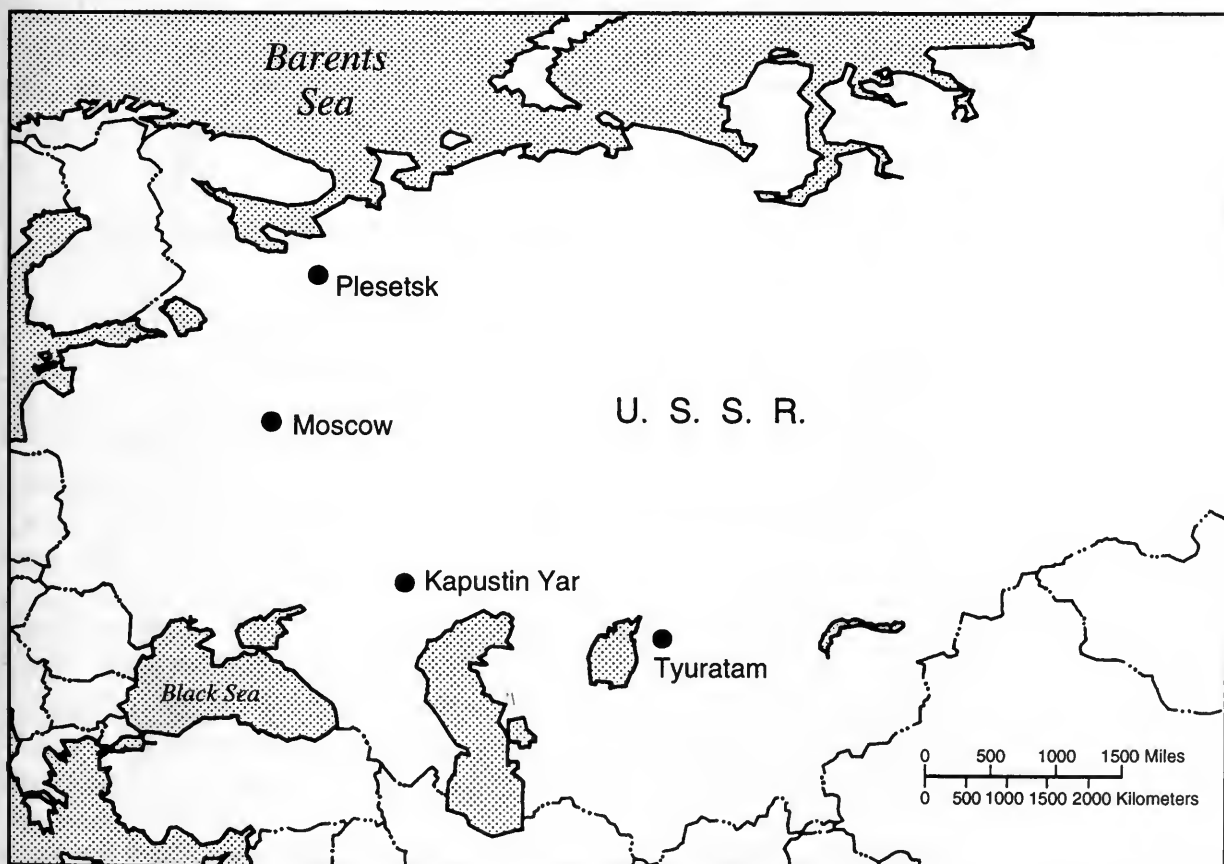 Barents
Sea
Plesetsk
Moscow
U. S. S. R.
Kapustin Yar
Tyuratam
Black Sea
0 500 1000 1500 Miles
0 500 1000 1500 2000 Kilometers